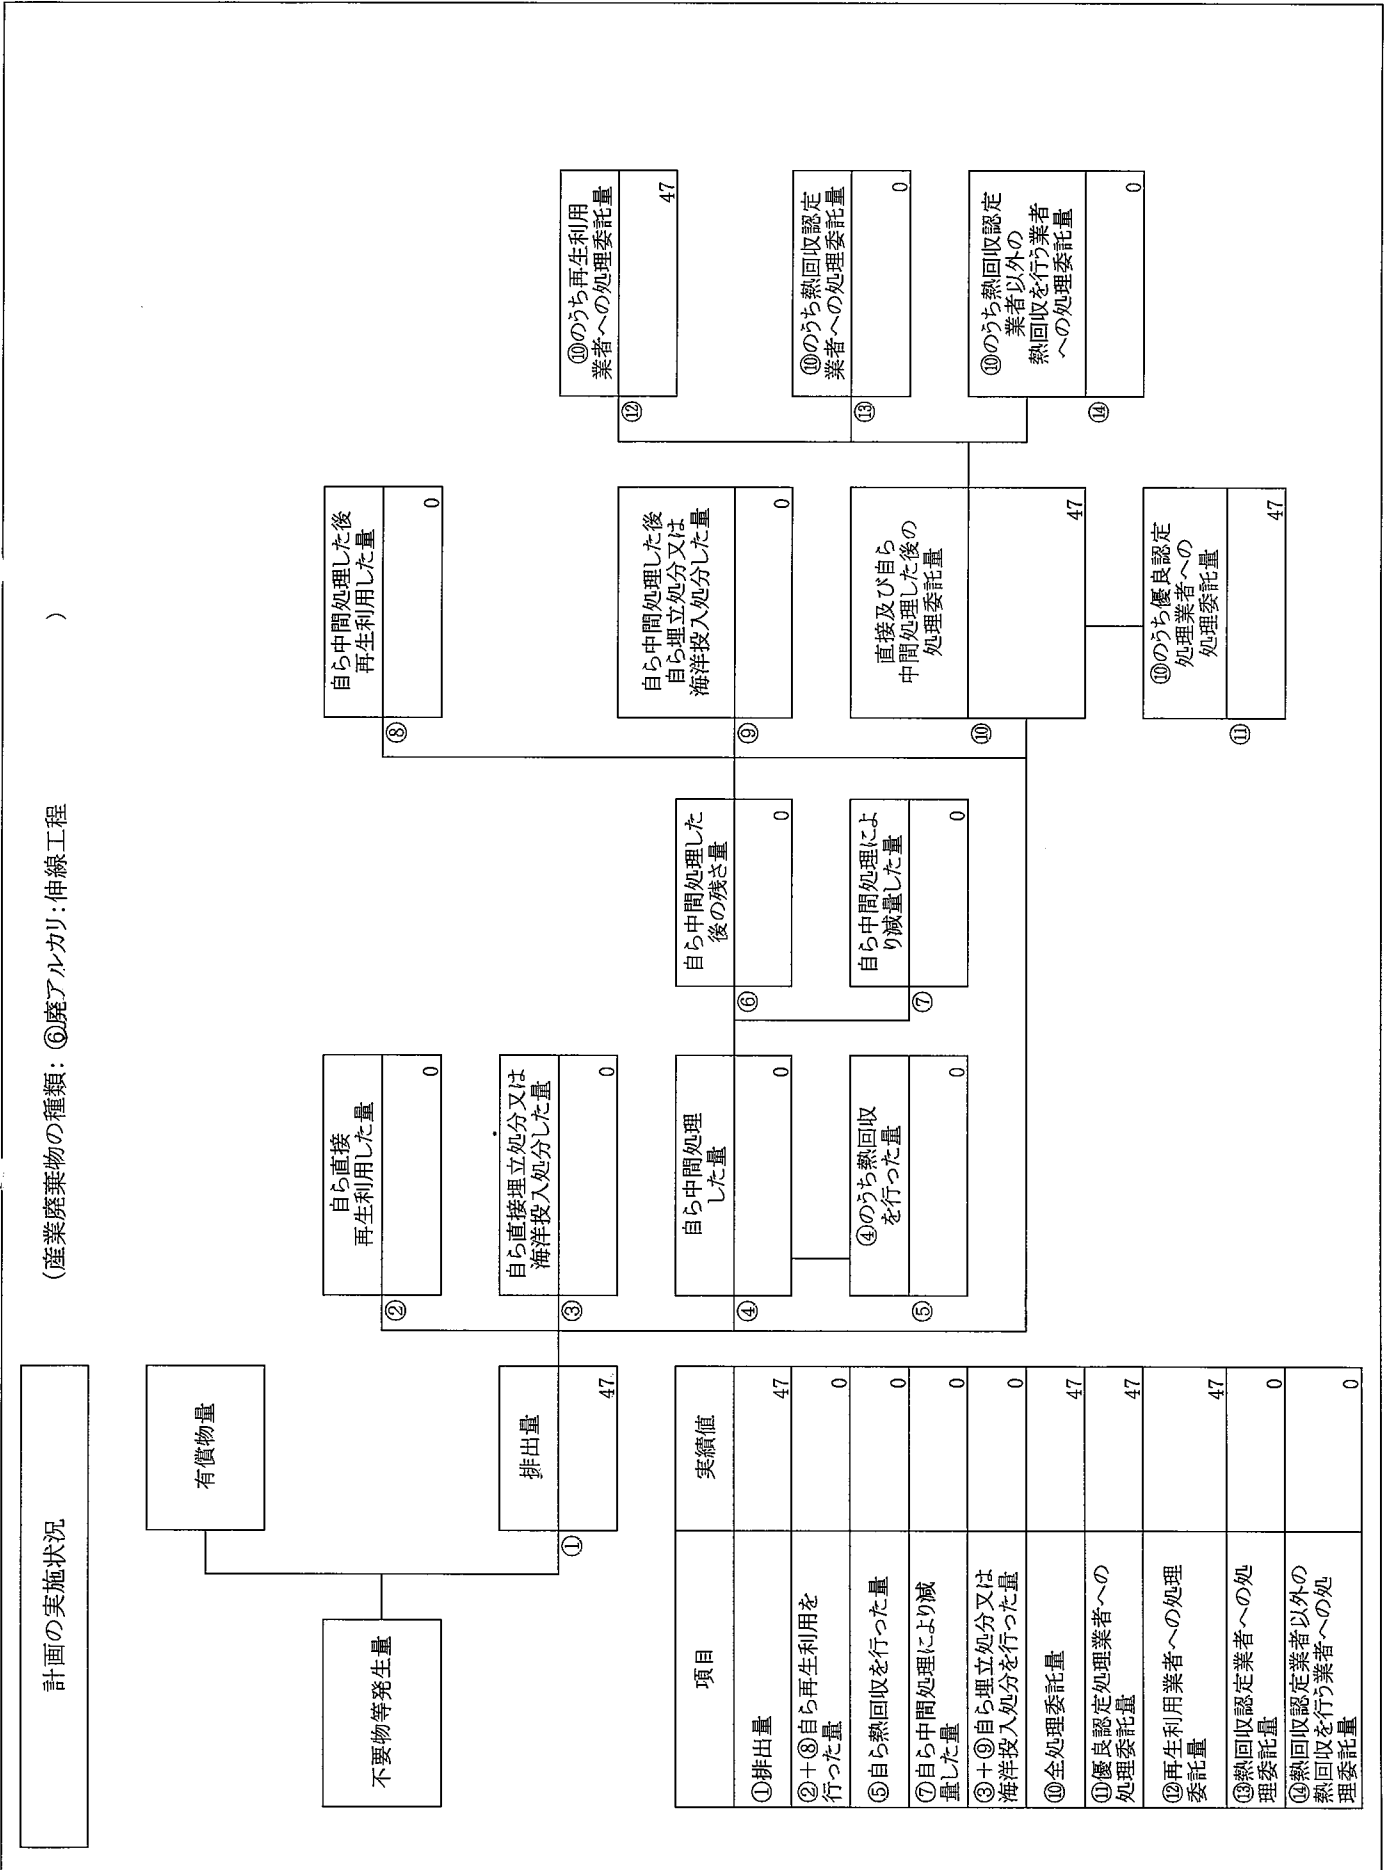 計画の実施状況
(産業廃棄物の種類：⑥廃アルカリ：伸線工程 )
不要物等発生量
有償物量
排出量
①
47
自ら直接
再生利用した量
②
0
自ら直接埋立処分又は
海洋投入処分した量
③
0
自ら中間処理
した量
④
0
④のうち熱回収
を行った量
⑤
0
自ら中間処理した
後の残さ量
⑥
0
自ら中間処理によ
り減量した量
⑦
0
自ら中間処理した後
再生利用した量
⑧
0
自ら中間処理した後
自ら埋立処分又は
海洋投入処分した量
⑨
0
直接及び自ら
中間処理した後の
処理委託量
⑩
47
⑩のうち優良認定
処理業者への
処理委託量
⑪
47
⑩のうち再生利用
業者への処理委託量
⑫
47
⑩のうち熱回収認定
業者への処理委託量
⑬
0
⑩のうち熱回収認定
業者以外の
熱回収を行う業者
への処理委託量
⑭
0
項目 実績値
①排出量 47
②＋⑧自ら再生利用を
行った量 0
⑤自ら熱回収を行った量 0
⑦自ら中間処理により減
量した量 0
③＋⑨自ら埋立処分又は
海洋投入処分を行った量 0
⑩全処理委託量 47
⑪優良認定処理業者への
処理委託量 47
⑫再生利用業者への処理
委託量 47
⑬熱回収認定業者への処
理委託量 0
⑭熱回収認定業者以外の
熱回収を行う業者への処
理委託量 0